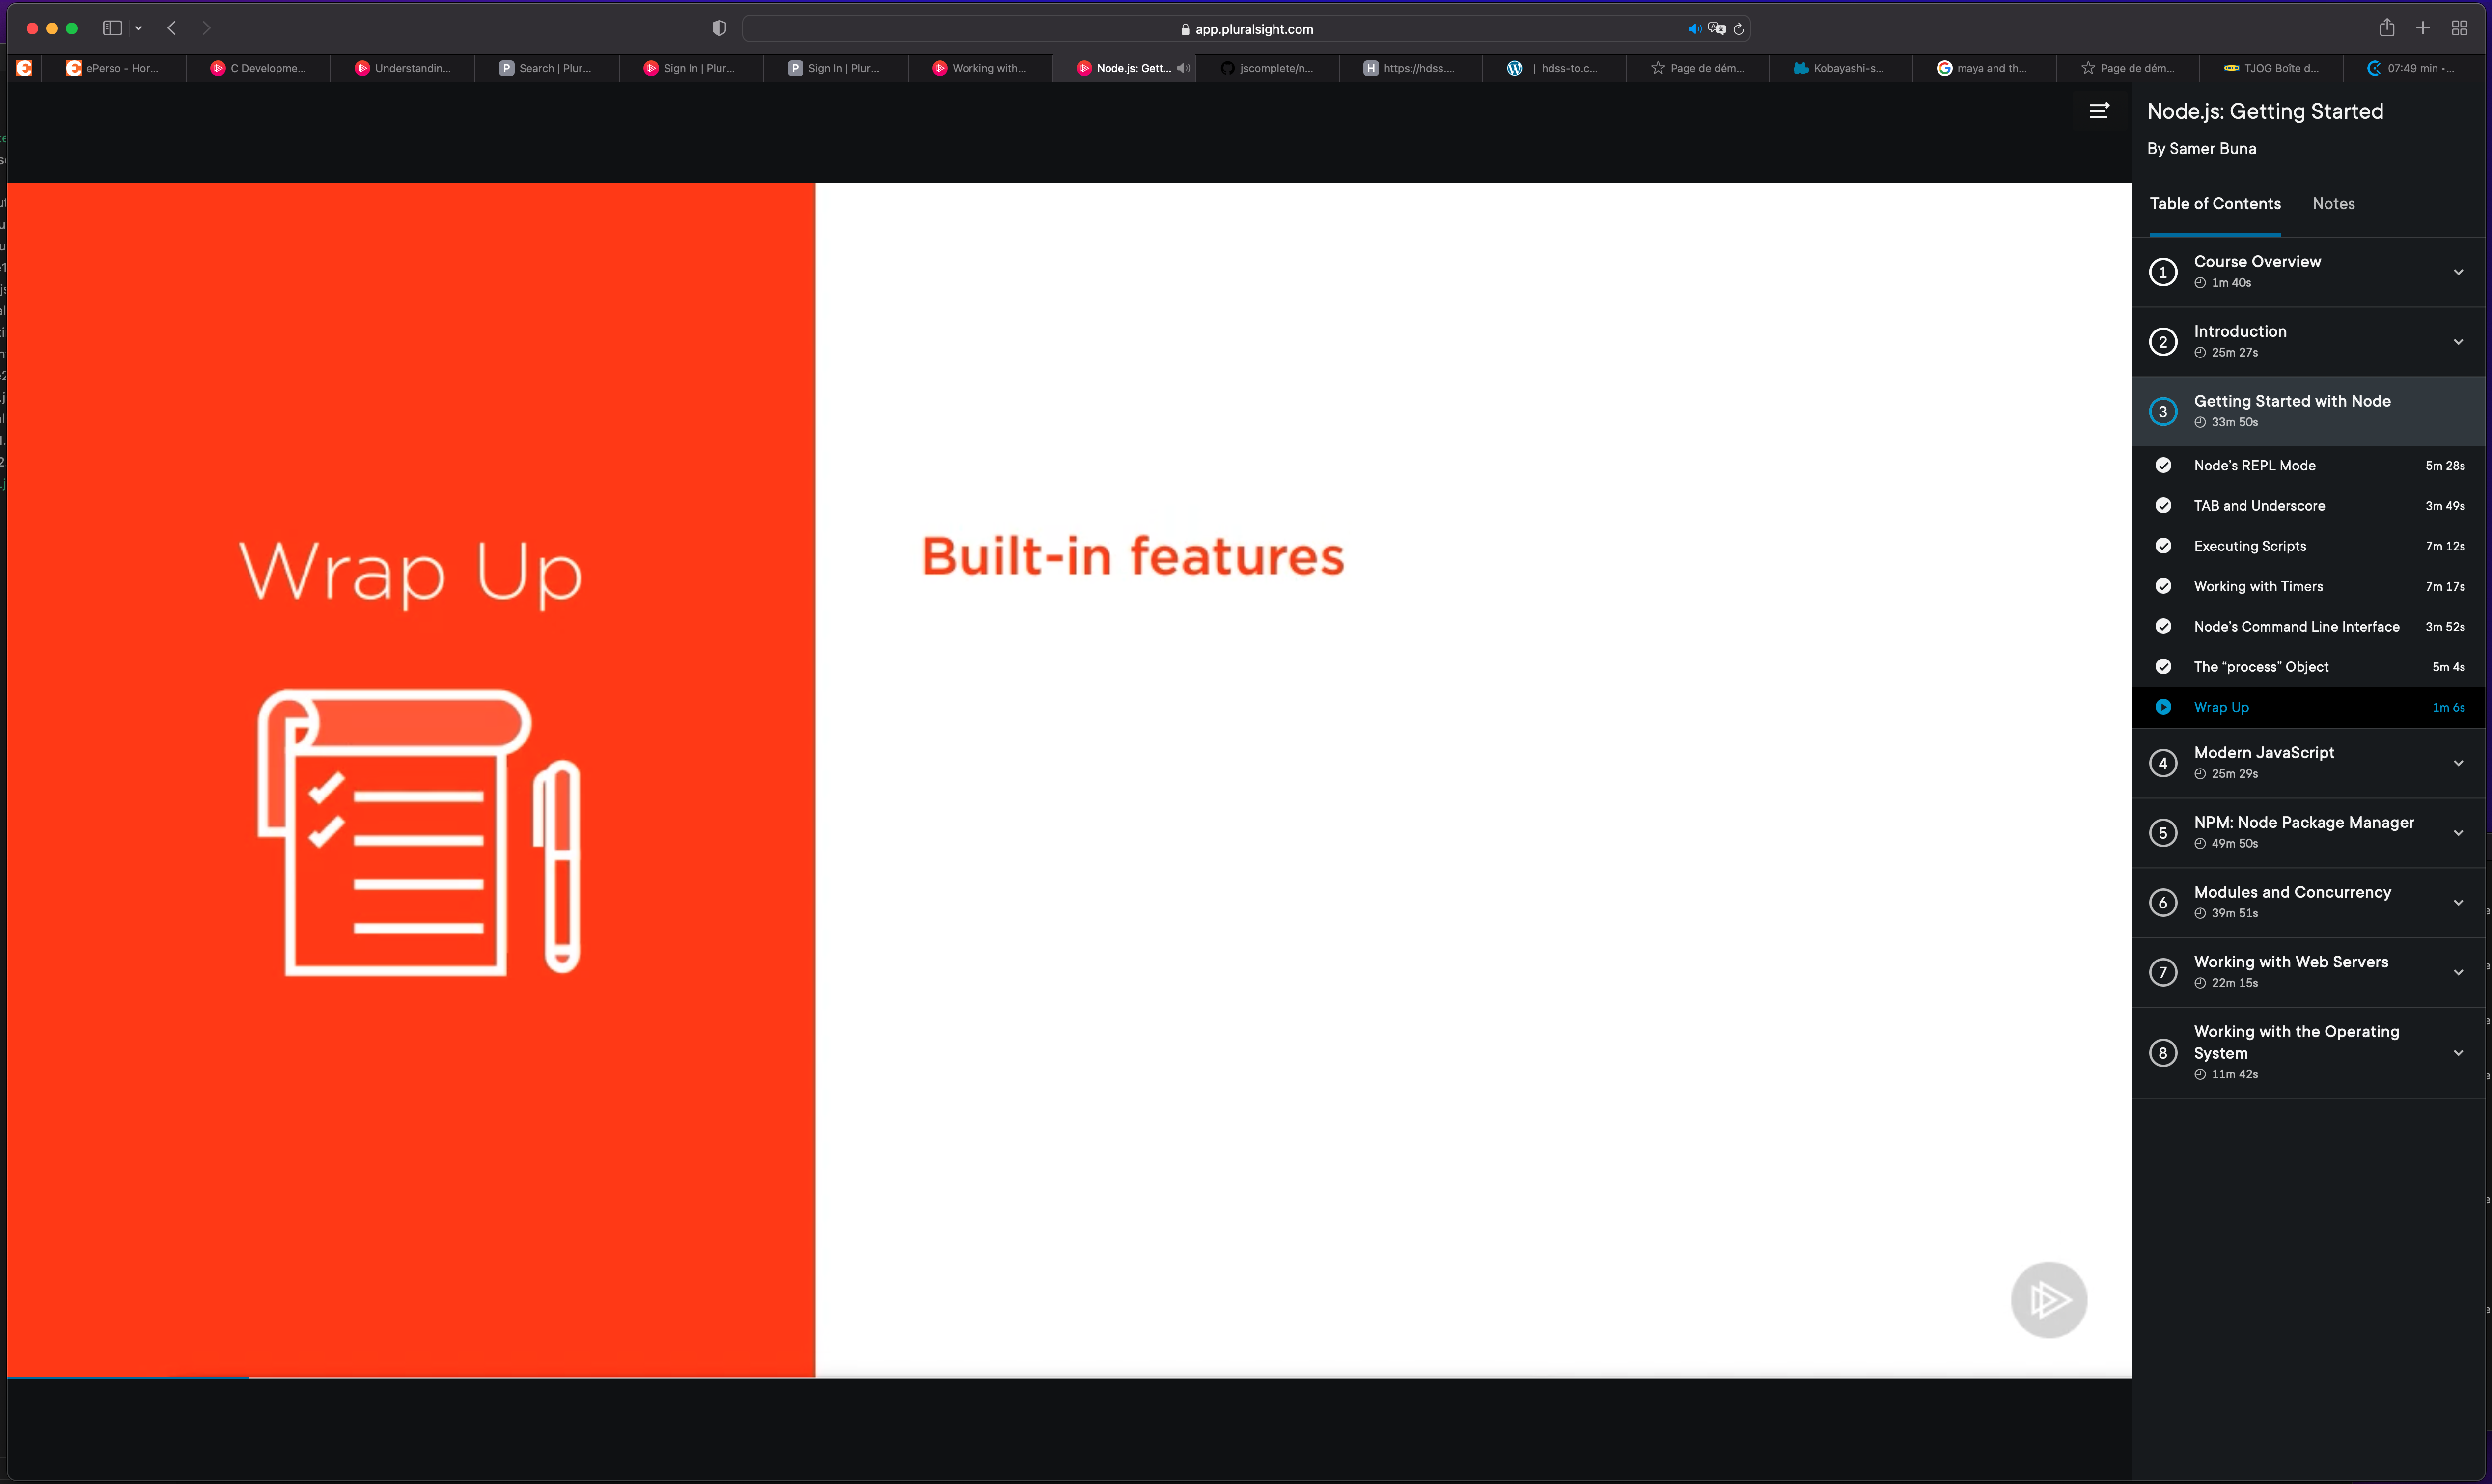 app.pluralsight.com
ePerso - Hor...
C Developme...
Understandin...
P
Search | Plur...
Sign In | Plur...
P
Sign In | Plur...
Working with...
Node.js: Gett...
jscomplete/n...
H
https://hdss....
| hdss-to.c...
Page de dém...
Kobayashi-s...
maya and th...
Page de dém...
TJOG Boîte d...
07:49 min •...
Wrap Up
Built-in features
Node.js: Getting Started
By Samer Buna
Table of Contents
Notes
1
Course Overview
1m 40s
2
Introduction
25m 27s
3
Getting Started with Node
33m 50s
Node's REPL Mode
5m 28s
TAB and Underscore
3m 49s
Executing Scripts
7m 12s
Working with Timers
7m 17s
Node's Command Line Interface
3m 52s
The “process” Object
5m 4s
Wrap Up
1m 6s
4
Modern JavaScript
25m 29s
5
NPM: Node Package Manager
49m 50s
6
Modules and Concurrency
39m 51s
7
Working with Web Servers
22m 15s
8
Working with the Operating
System
11m 42s